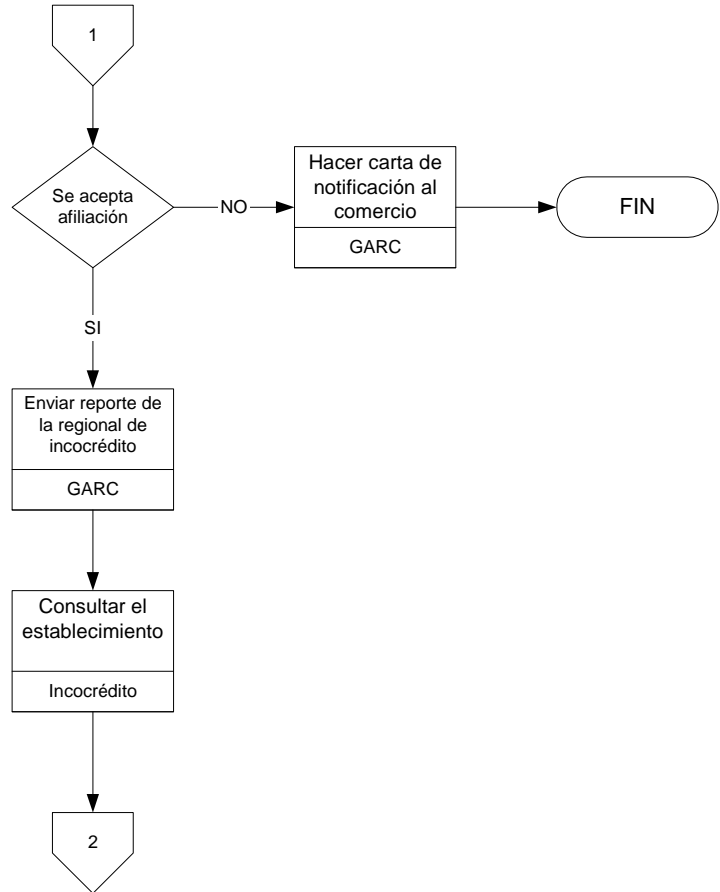 1
Se acepta
afiliación
NO
Hacer carta de
notificación al
comercio
GARC
FIN
SI
Enviar reporte de
la regional de
incocrédito
GARC
Consultar el
establecimiento
Incocrédito
2